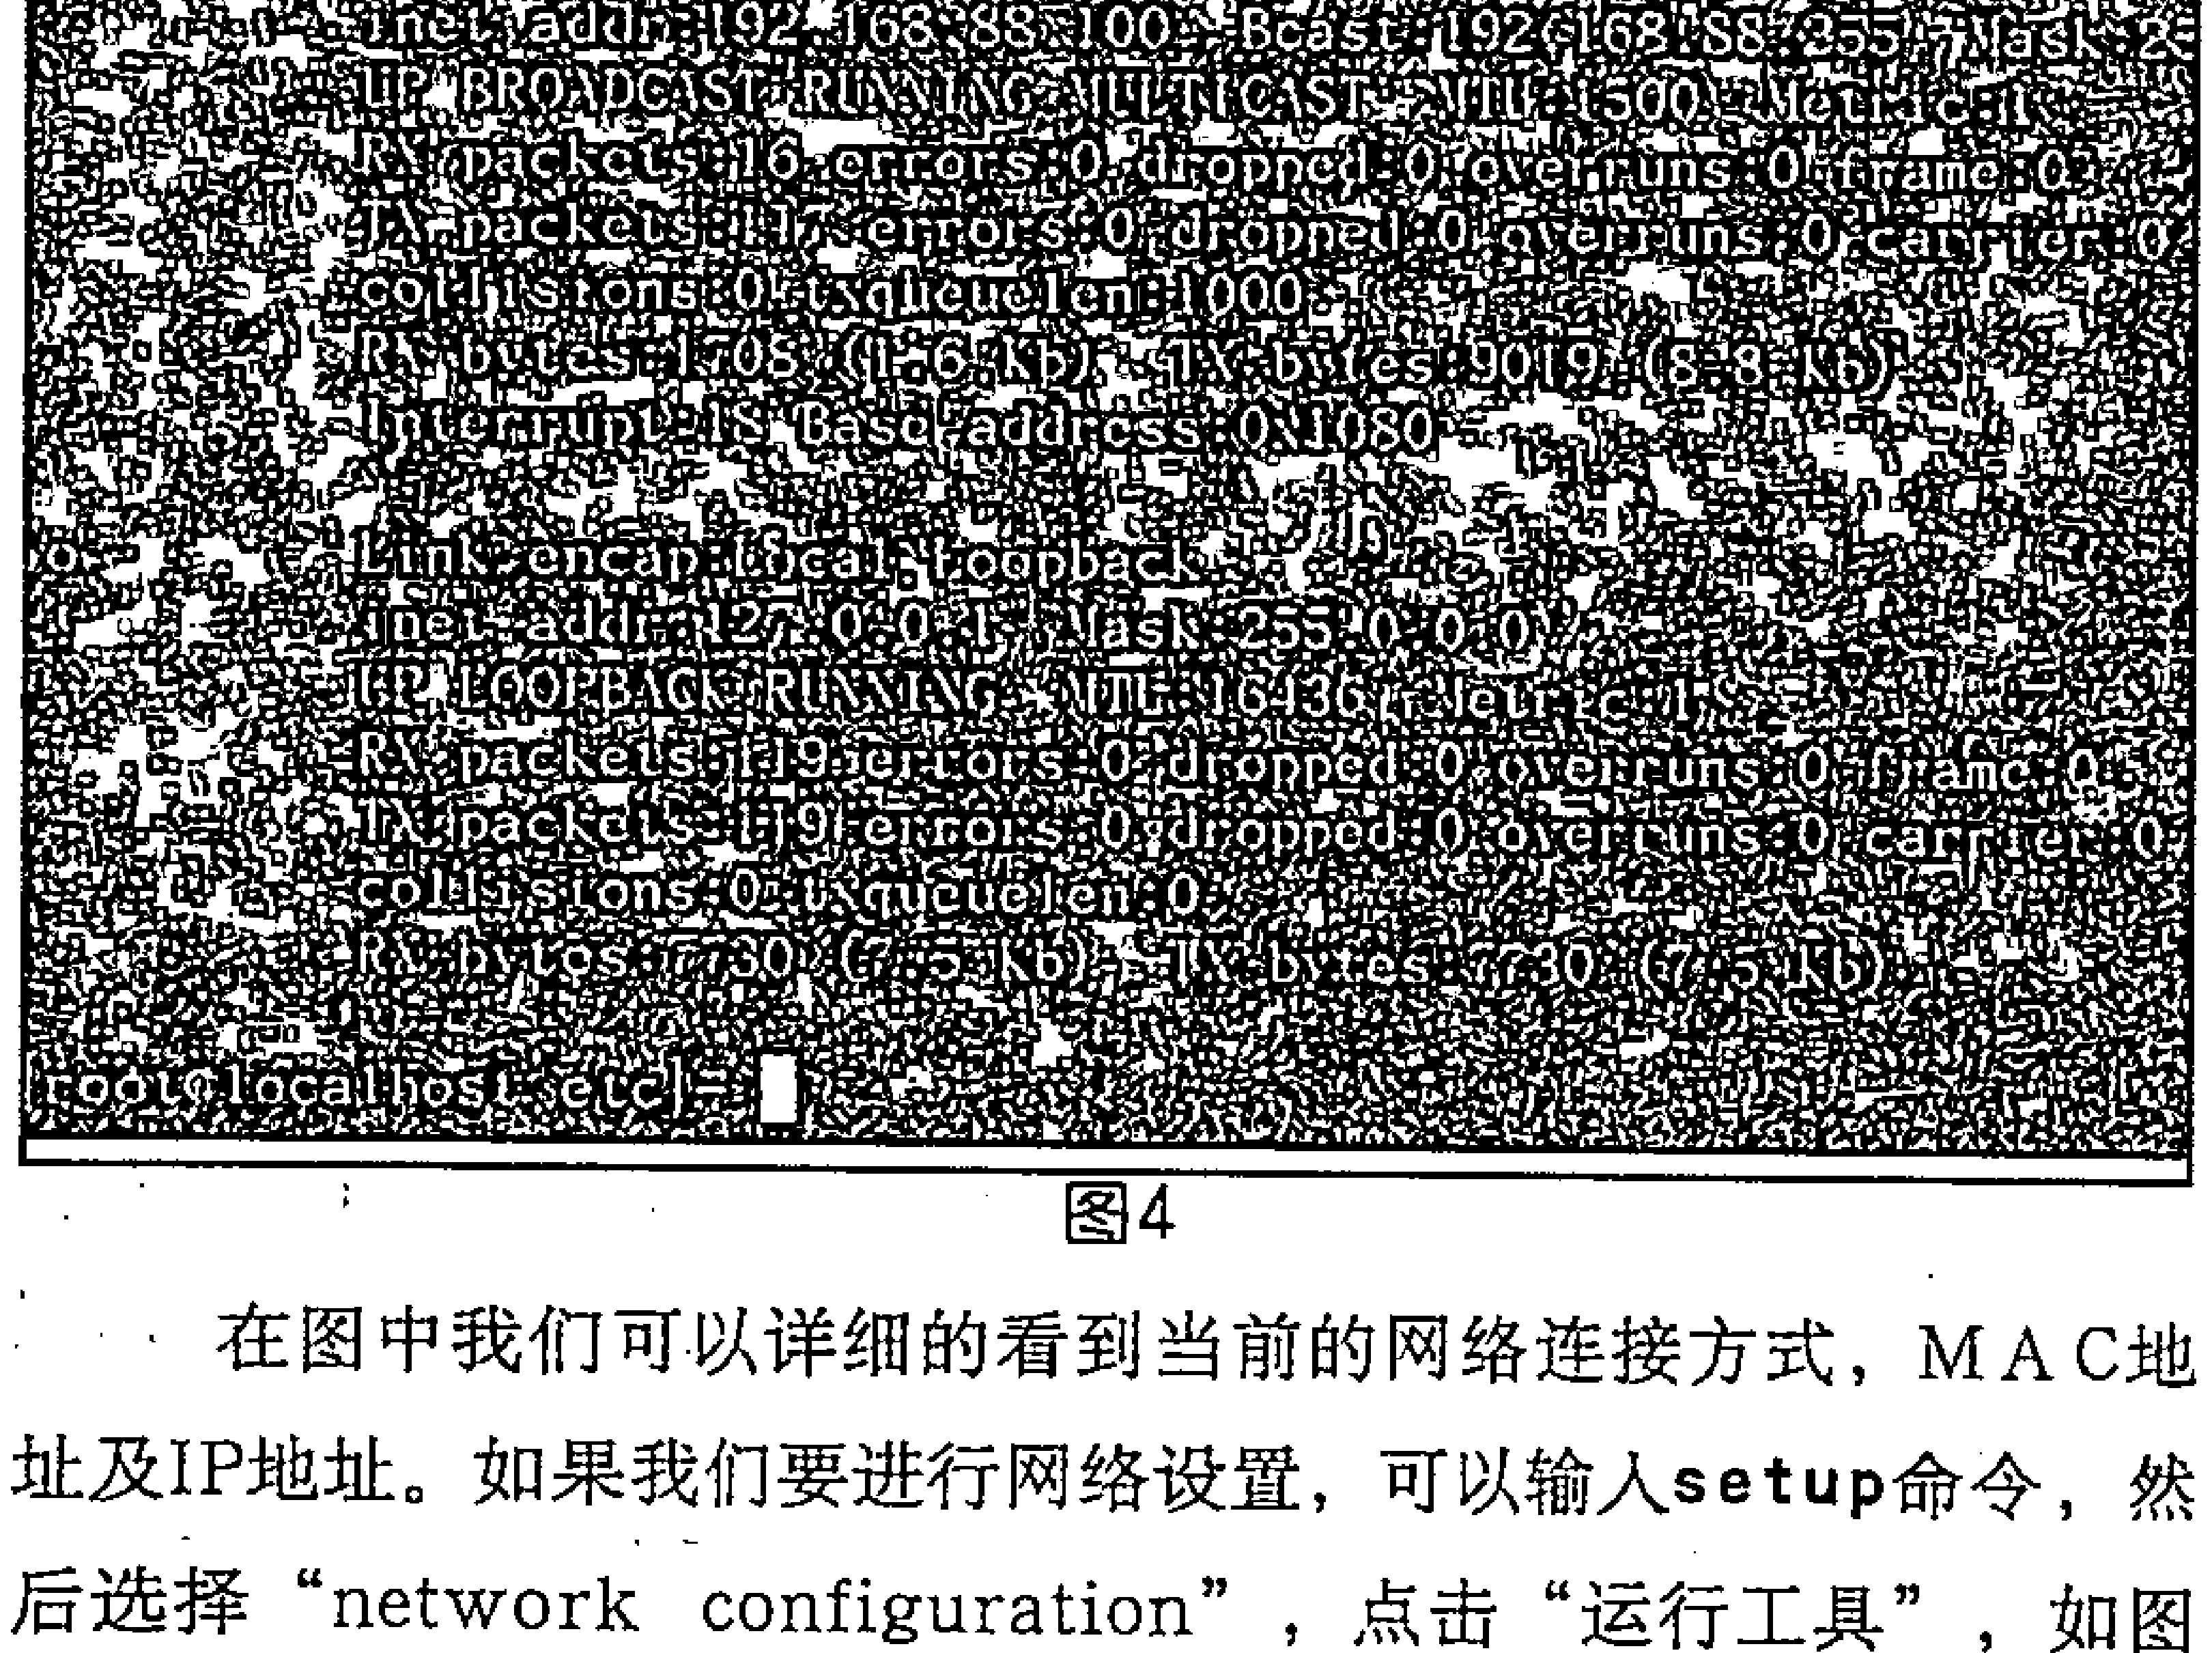 inet addr:192.168.88.100 Bcast:192.168.88.255 Mask:2
UP BROADCAST RUNNING MULTICAST MTU:1500 Metric:1
RX packets:16 errors:0 dropped:0 overruns:0 frame:0
TX packets: errors:0 dropped:0 overruns:0 carrier:0
collisions:0 txqueuelen:1000
RX bytes:1708 (1.6 Kb) TX bytes:9019 (8.8 Kb)
Interrupt:18 Base address:0x1080
lo Link encap:Local Loopback
inet addr:127.0.0.1 Mask:255.0.0.0
UP LOOPBACK RUNNING MTU:16436 Metric:1
RX packets:119 errors:0 dropped:0 overruns:0 frame:0
TX packets:119 errors:0 dropped:0 overruns:0 carrier:0
collisions:0 txqueuelen:0
RX bytes:7730 (7.5 Kb) TX bytes:7730 (7.5 Kb)
[root@localhost etc]#
图4
在图中我们可以详细的看到当前的网络连接方式，MAC地
址及IP地址。如果我们要进行网络设置，可以输入setup命令，然
后选择“network configuration”，点击“运行工具”，如图